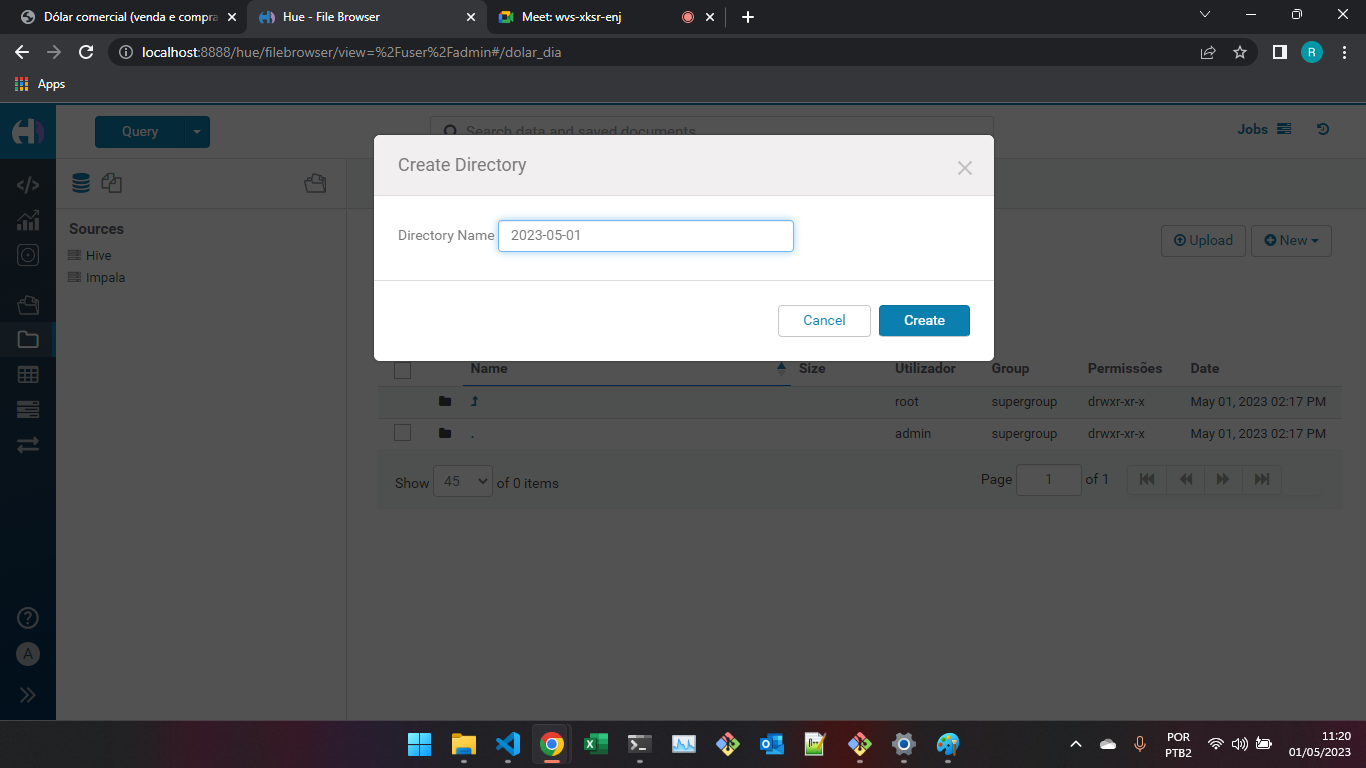 Dólar comercial (venda e compra
Hue - File Browser
Meet: wvs-xksr-enj
localhost:8888/hue/filebrowser/view=%2Fuser%2Fadmin#/dolar_dia
R
Apps
Query
Search data and saved documents...
Jobs
Create Directory
Sources
Hive
Impala
Directory Name 2023-05-01
Upload
New
Cancel
Create
Name Size Utilizador Group Permissões Date
root supergroup drwxr-xr-x May 01, 2023 02:17 PM
. admin supergroup drwxr-xr-x May 01, 2023 02:17 PM
Show 45 of 0 items
Page 1 of 1
A
POR
PTB2
11:20
01/05/2023